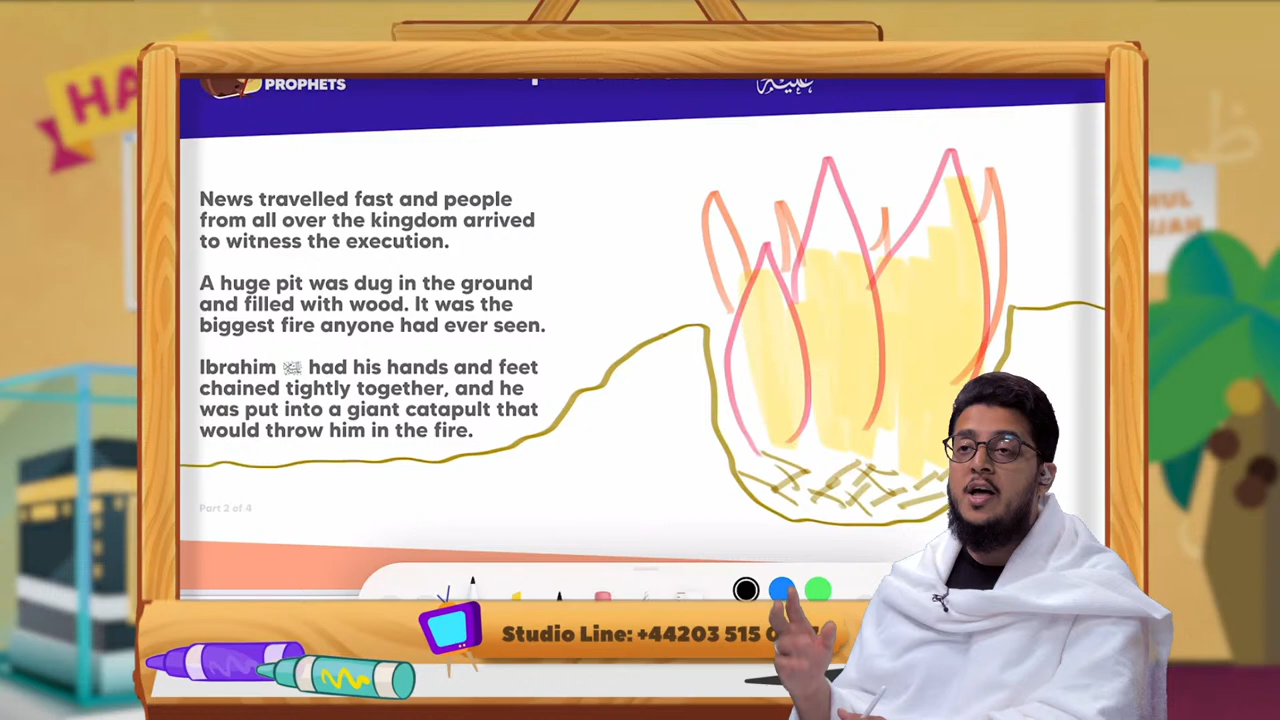 HA
PROPHETS
عليه
News travelled fast and people
from all over the kingdom arrived
to witness the execution.
A huge pit was dug in the ground
and filled with wood. It was the
biggest fire anyone had ever seen.
Ibrahim ﷺ had his hands and feet
chained tightly together, and he
was put into a giant catapult that
would throw him in the fire.
Part 2 of 4
Studio Line: +44203 515 0